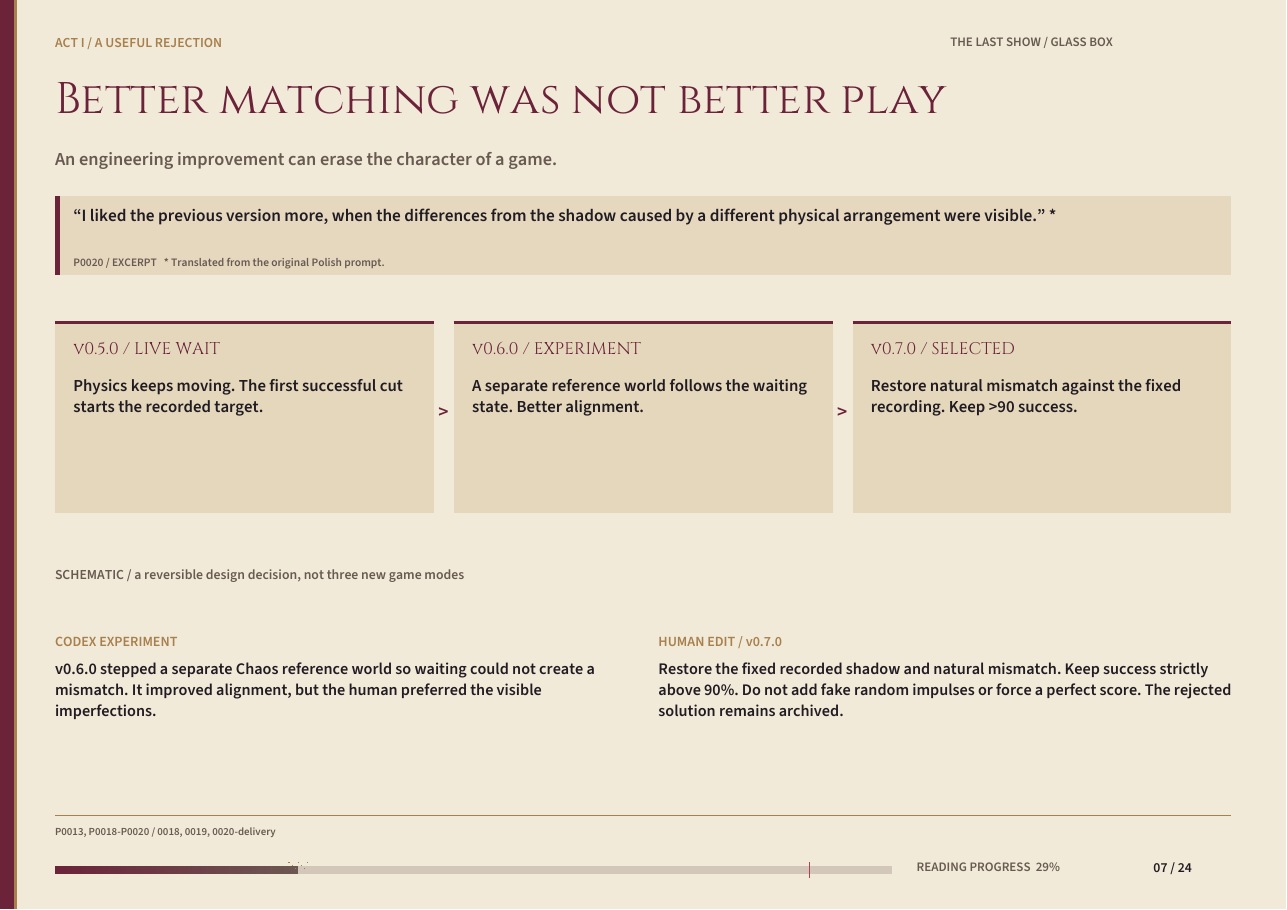 ACT I / A USEFUL REJECTION
THE LAST SHOW / GLASS BOX
Better matching was not better play
An engineering improvement can erase the character of a game.
“I liked the previous version more, when the differences from the shadow caused by a different physical arrangement were visible.” *
P0020 / EXCERPT * Translated from the original Polish prompt.
v0.5.0 / LIVE WAIT
Physics keeps moving. The first successful cut
starts the recorded target.
>
v0.6.0 / EXPERIMENT
A separate reference world follows the waiting
state. Better alignment.
>
v0.7.0 / SELECTED
Restore natural mismatch against the fixed
recording. Keep >90 success.
SCHEMATIC / a reversible design decision, not three new game modes
CODEX EXPERIMENT
v0.6.0 stepped a separate Chaos reference world so waiting could not create a
mismatch. It improved alignment, but the human preferred the visible
imperfections.
HUMAN EDIT / v0.7.0
Restore the fixed recorded shadow and natural mismatch. Keep success strictly
above 90%. Do not add fake random impulses or force a perfect score. The rejected
solution remains archived.
P0013, P0018-P0020 / 0018, 0019, 0020-delivery
READING PROGRESS 29%
07 / 24